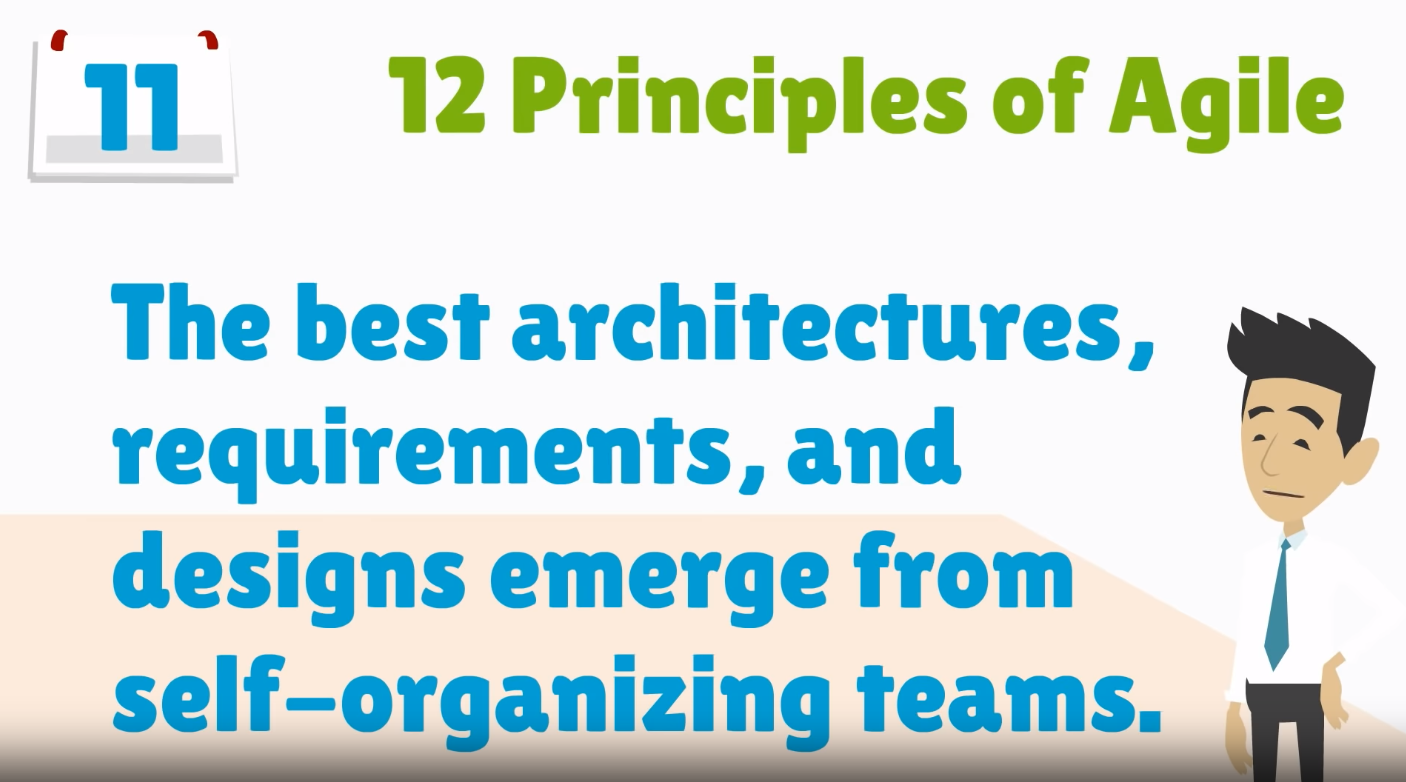 11
12 Principles of Agile
The best architectures,
requirements, and
designs emerge from
self-organizing teams.